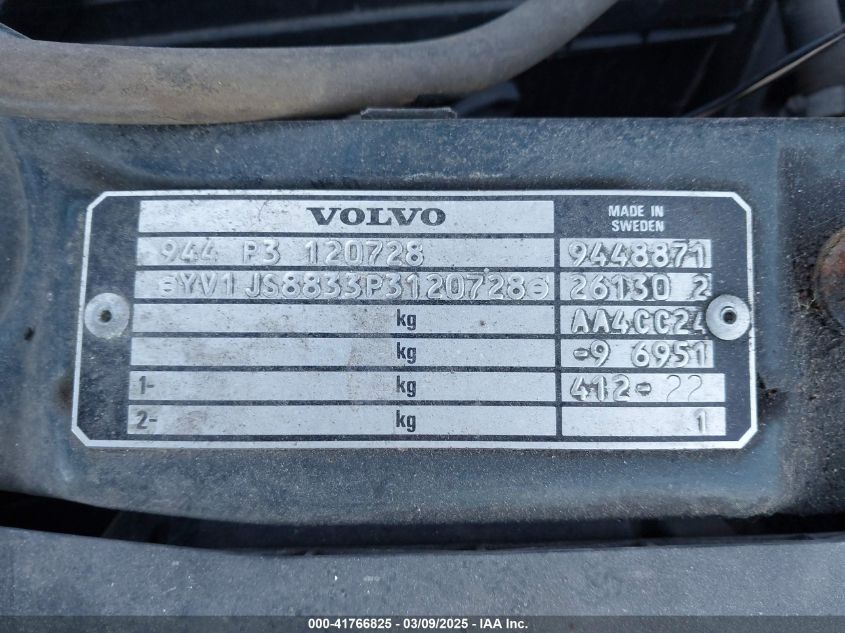 VOLVO MADE IN SWEDEN
944 P3 120728 9448871
⊖YV1JS8833P3120728⊖ 26130 2
kg AA4CC24
kg -9 6951
1- kg 412-22
2- kg 1
000-41766825 - 03/09/2025 - IAA Inc.